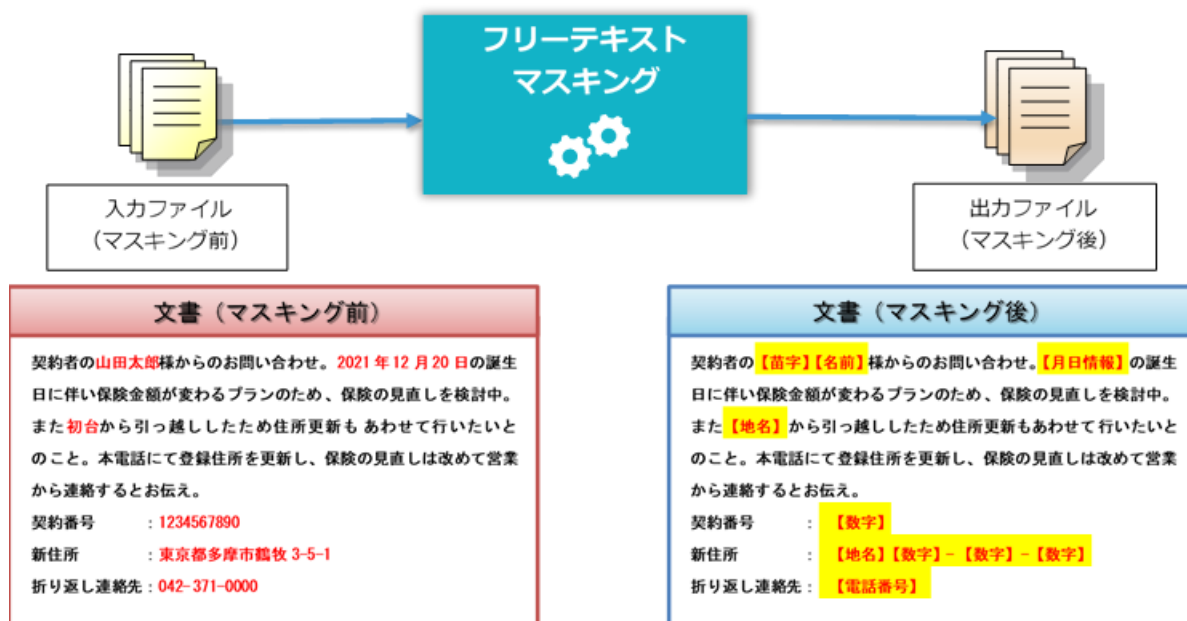 フリーテキスト
マスキング
入力ファイル
（マスキング前）
出力ファイル
（マスキング後）
文書（マスキング前）
契約者の山田太郎様からのお問い合わせ。2021年12月20日の誕生
日に伴い保険金額が変わるプランのため、保険の見直しを検討中。
また初台から引っ越ししたため住所更新も あわせて行いたいと
のこと。本電話にて登録住所を更新し、保険の見直しは改めて営業
から連絡するとお伝え。
契約番号　　：1234567890
新住所　　　：東京都多摩市鶴牧 3-5-1
折り返し連絡先：042-371-0000
文書（マスキング後）
契約者の【苗字】【名前】様からのお問い合わせ。【月日情報】の誕生
日に伴い保険金額が変わるプランのため、保険の見直しを検討中。
また【地名】から引っ越ししたため住所更新もあわせて行いたいと
のこと。本電話にて登録住所を更新し、保険の見直しは改めて営業
から連絡するとお伝え。
契約番号　　：【数字】
新住所　　　：【地名】【数字】-【数字】-【数字】
折り返し連絡先：【電話番号】